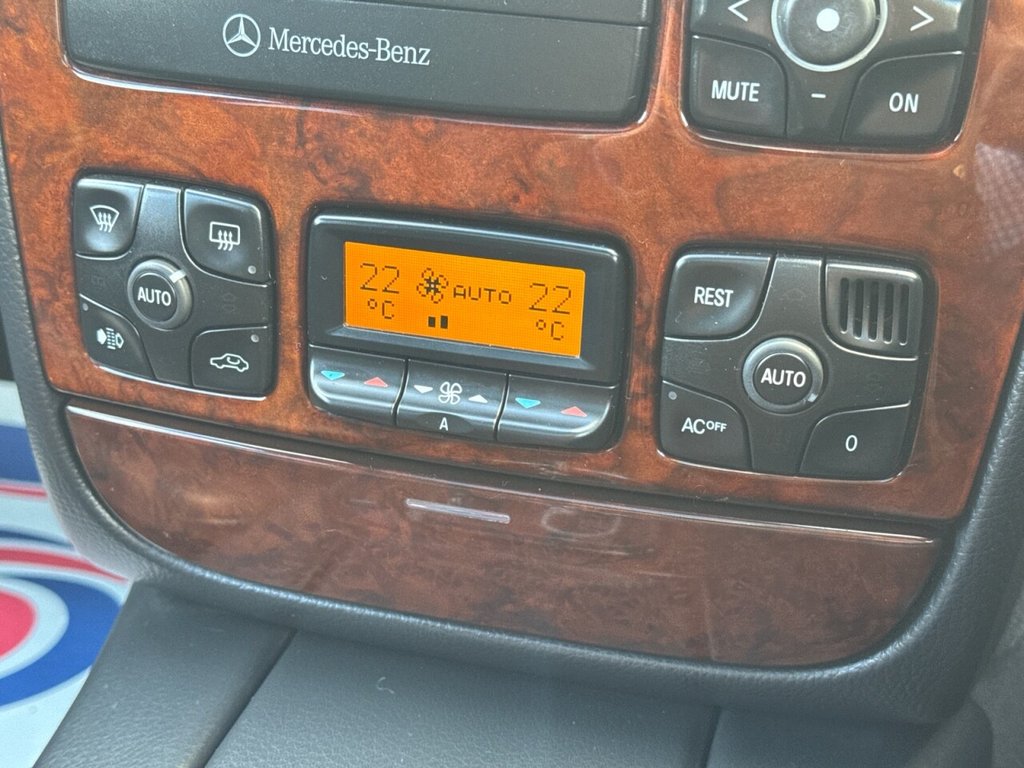 Mercedes-Benz
MUTE
−
ON
AUTO
22 AUTO 22
°C °C
A
REST
AUTO
AC OFF
0